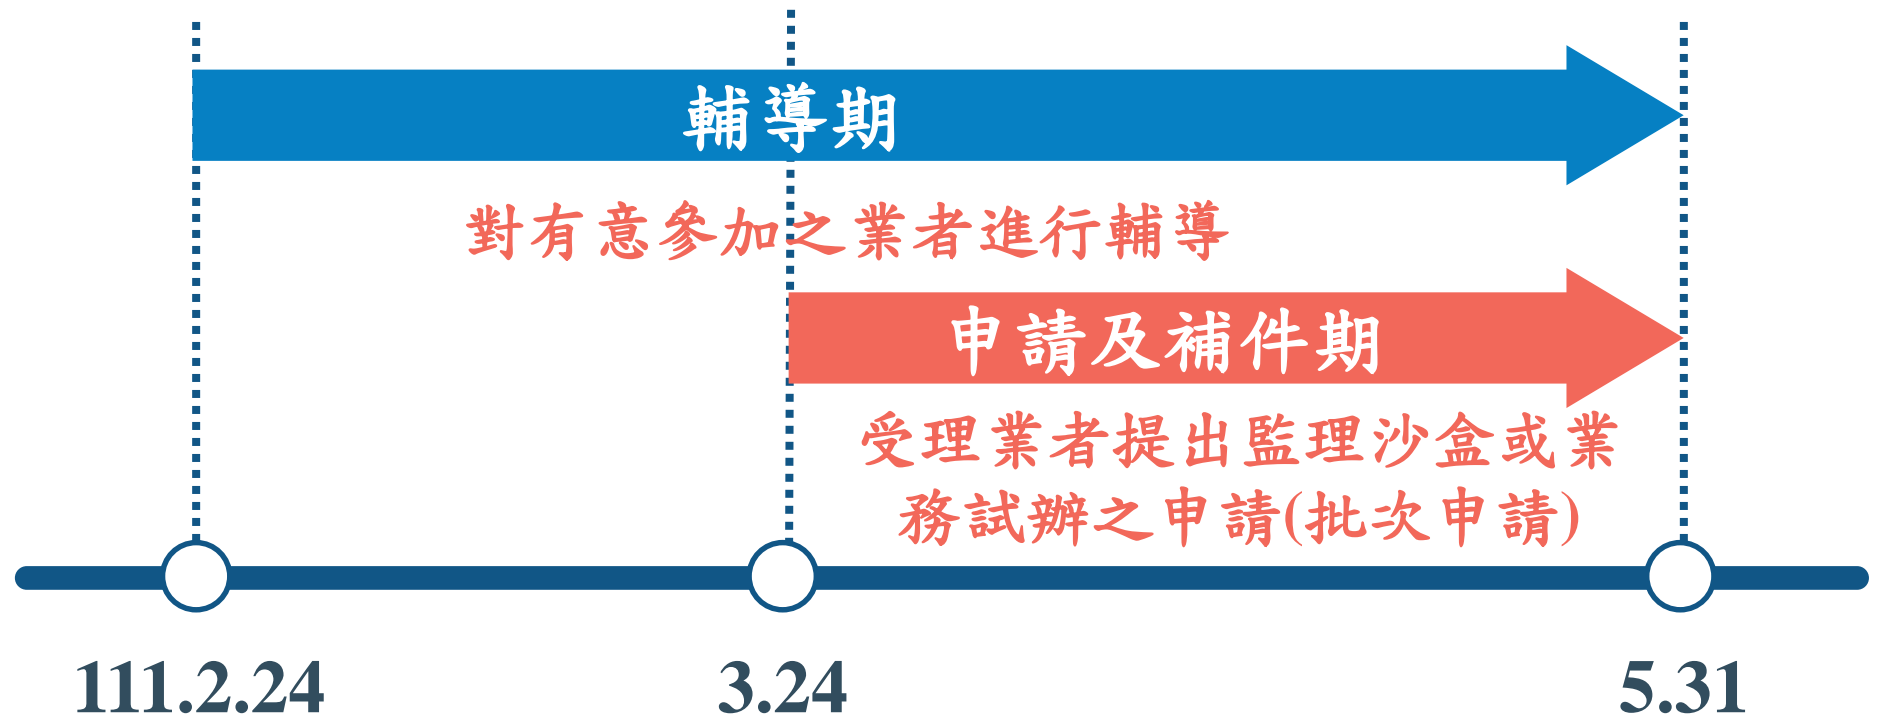 輔導期
對有意參加之業者進行輔導
申請及補件期
受理業者提出監理沙盒或業
務試辦之申請(批次申請)
111.2.24
3.24
5.31